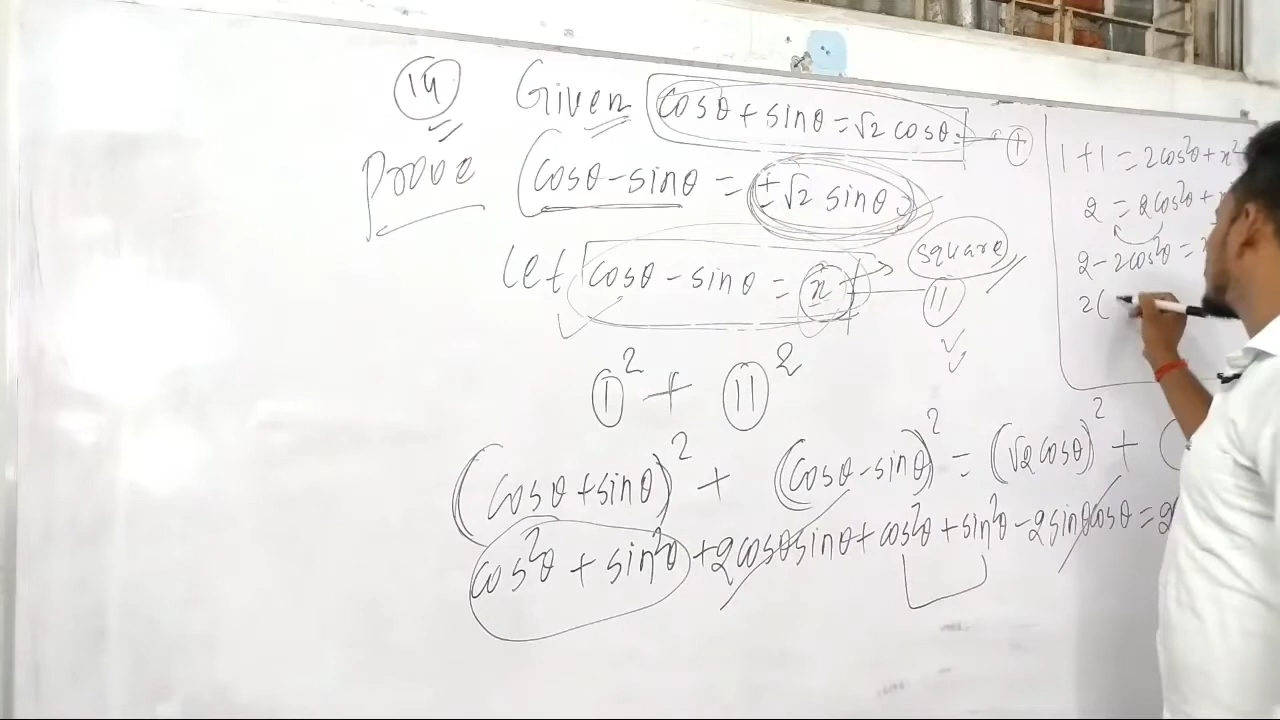 14 Given cosθ + sinθ = √2 cosθ — I
Prove cosθ - sinθ = ±√2 sinθ
Let cosθ - sinθ = x → square
II
I² + II²
(cosθ + sinθ)² + (cosθ - sinθ)² = (√2 cosθ)² + (
cos²θ + sin²θ + 2cosθsinθ + cos²θ + sin²θ - 2sinθcosθ = 2
1 + 1 = 2cos²θ + x²
2 = 2cos²θ +
2 - 2cos²θ =
2(